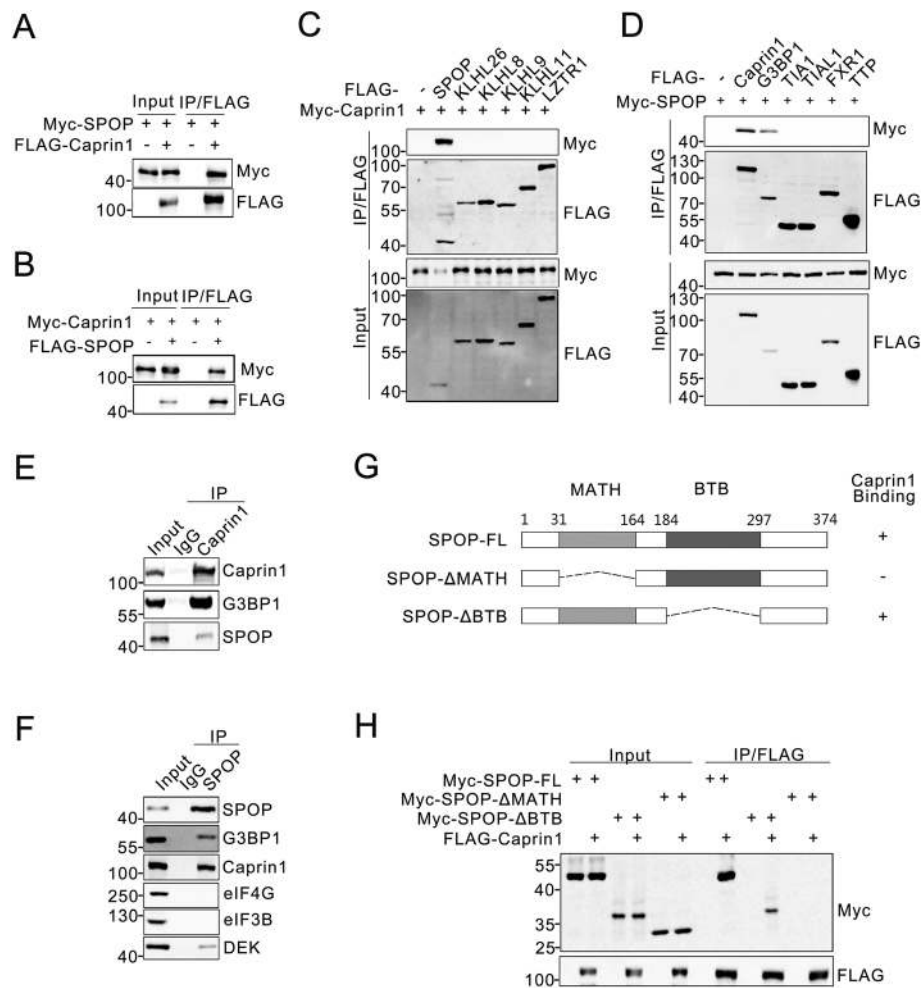 A
Input IP/FLAG
Myc-SPOP + + + +
FLAG-Caprin1 - + - +
40 Myc
100 FLAG
B
Input IP/FLAG
Myc-Caprin1 + + + +
FLAG-SPOP - + - +
100 Myc
40 FLAG
C
FLAG- - SPOP KLHL26 KLHL8 KLHL9 KLHL11 LZTR1
Myc-Caprin1 + + + + + + +
IP/FLAG
100 Myc
100
70
55 FLAG
40
Input
100 Myc
100
70
55 FLAG
40
D
FLAG- - Caprin1 G3BP1 TIA1 TIAL1 FXR1 TTP
Myc-SPOP + + + + + + +
IP/FLAG
40 Myc
130
100
70 FLAG
55
40
Input
40 Myc
130
100
70 FLAG
55
40
E
IP
Input IgG Caprin1
100 Caprin1
70 G3BP1
55
40 SPOP
F
IP
Input IgG SPOP
40 SPOP
55 G3BP1
100 Caprin1
250 eIF4G
130 eIF3B
40 DEK
G
MATH BTB Caprin1 Binding
1 31 164 184 297 374
SPOP-FL +
SPOP-ΔMATH -
SPOP-ΔBTB +
H
Input IP/FLAG
Myc-SPOP-FL + + + +
Myc-SPOP-ΔMATH + + + +
Myc-SPOP-ΔBTB + + + +
FLAG-Caprin1 + + + + + +
55
40
35 Myc
25
100 FLAG